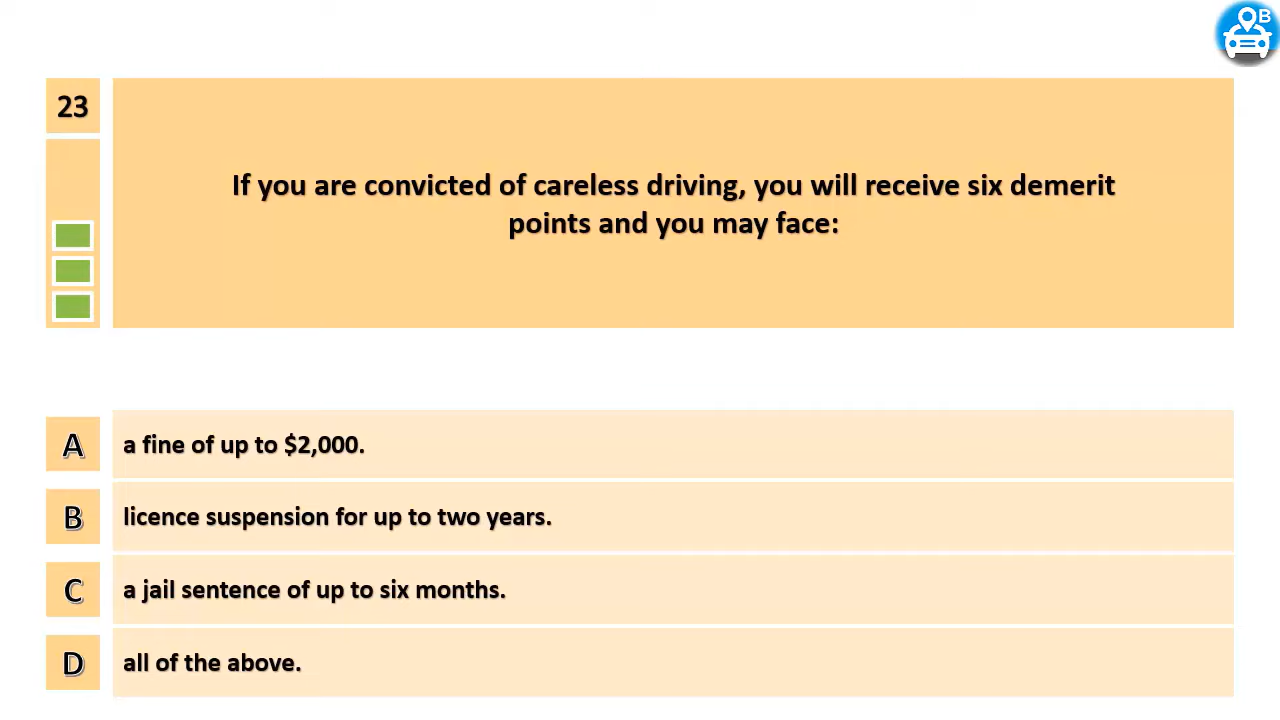 B
23
If you are convicted of careless driving, you will receive six demerit
points and you may face:
A
a fine of up to $2,000.
B
licence suspension for up to two years.
C
a jail sentence of up to six months.
D
all of the above.